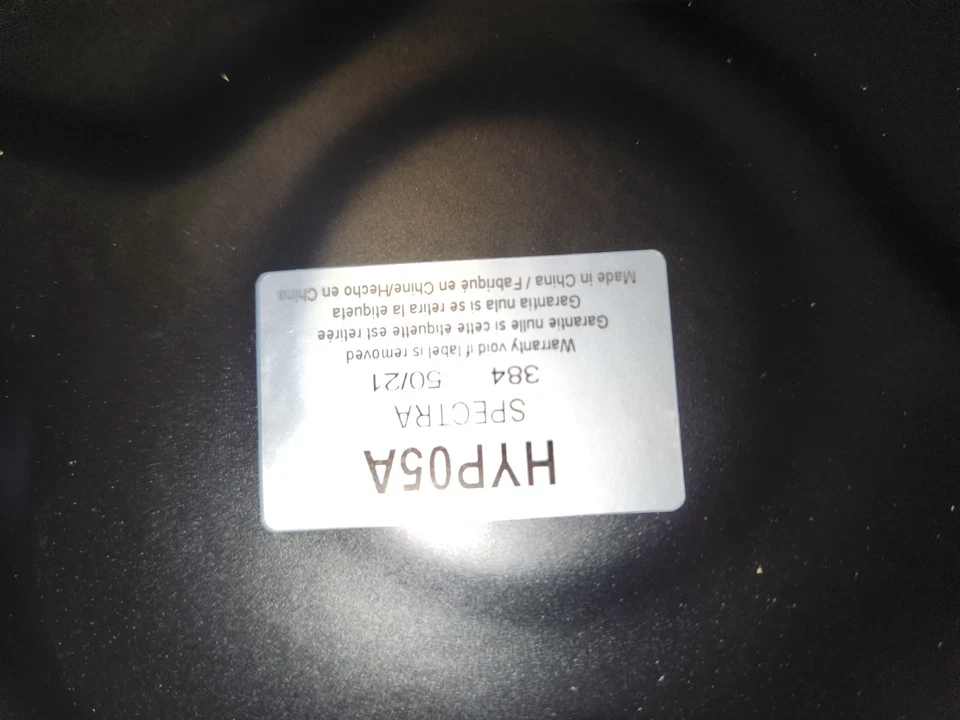 HYP05A
SPECTRA
384 50/21
Warranty void if label is removed
Garantie nulle si cette etiquette est retirée
Garantia nula si se retira la etiqueta
Made in China / Fabriqué en Chine/Hecho en China